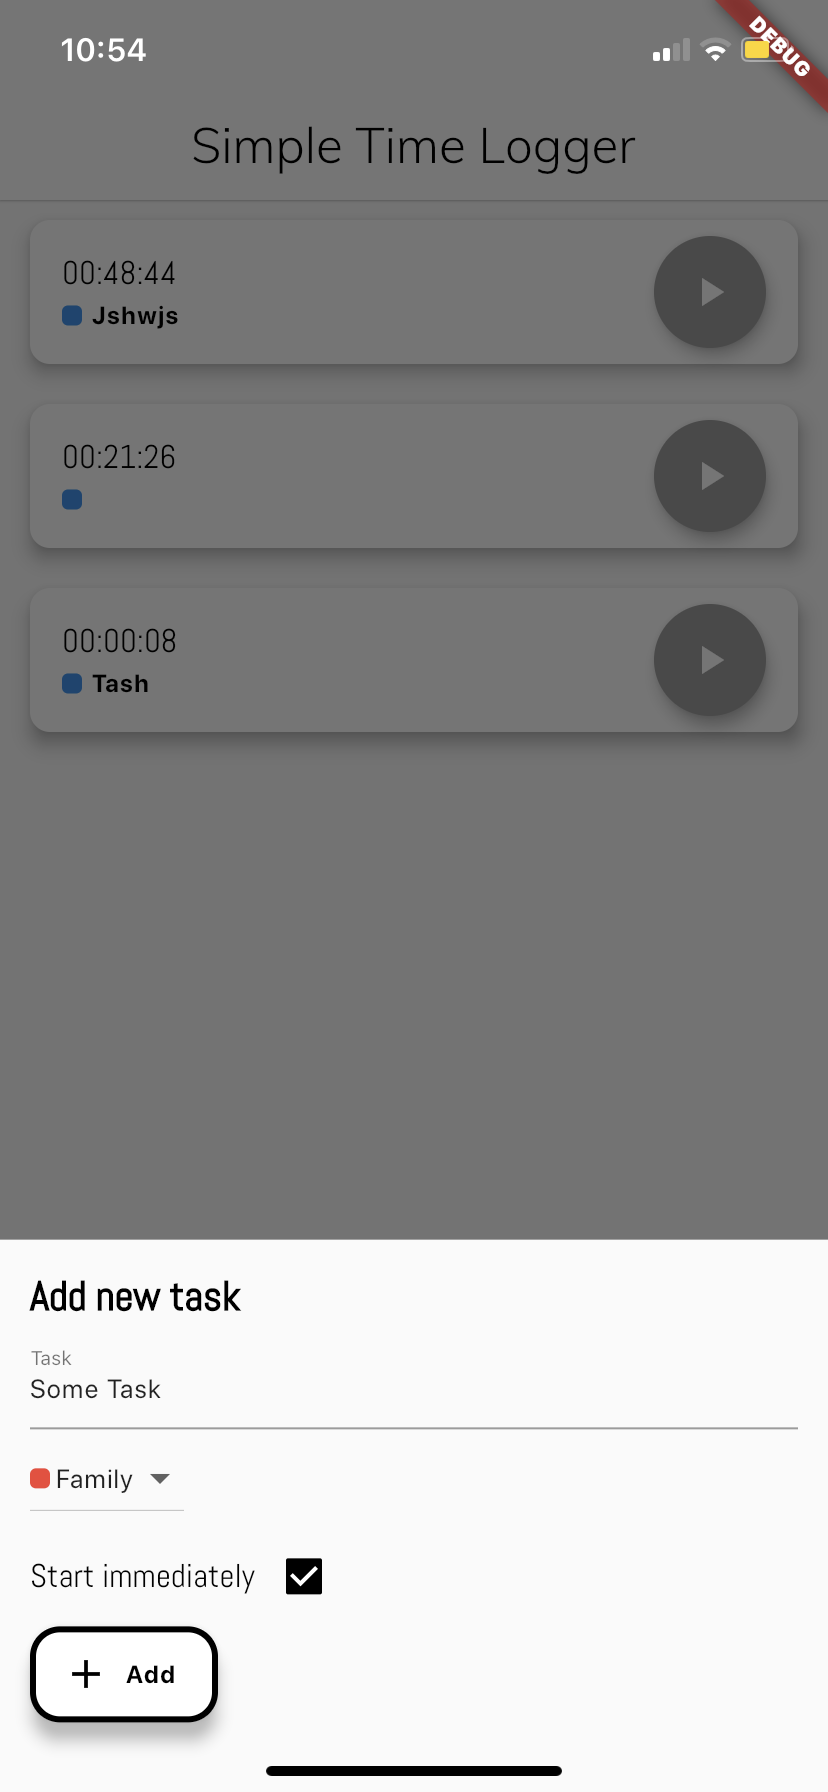 10:54
DEBUG
Simple Time Logger
00:48:44
Jshwjs
00:21:26
00:00:08
Tash
Add new task
Task
Some Task
Family
Start immediately
Add